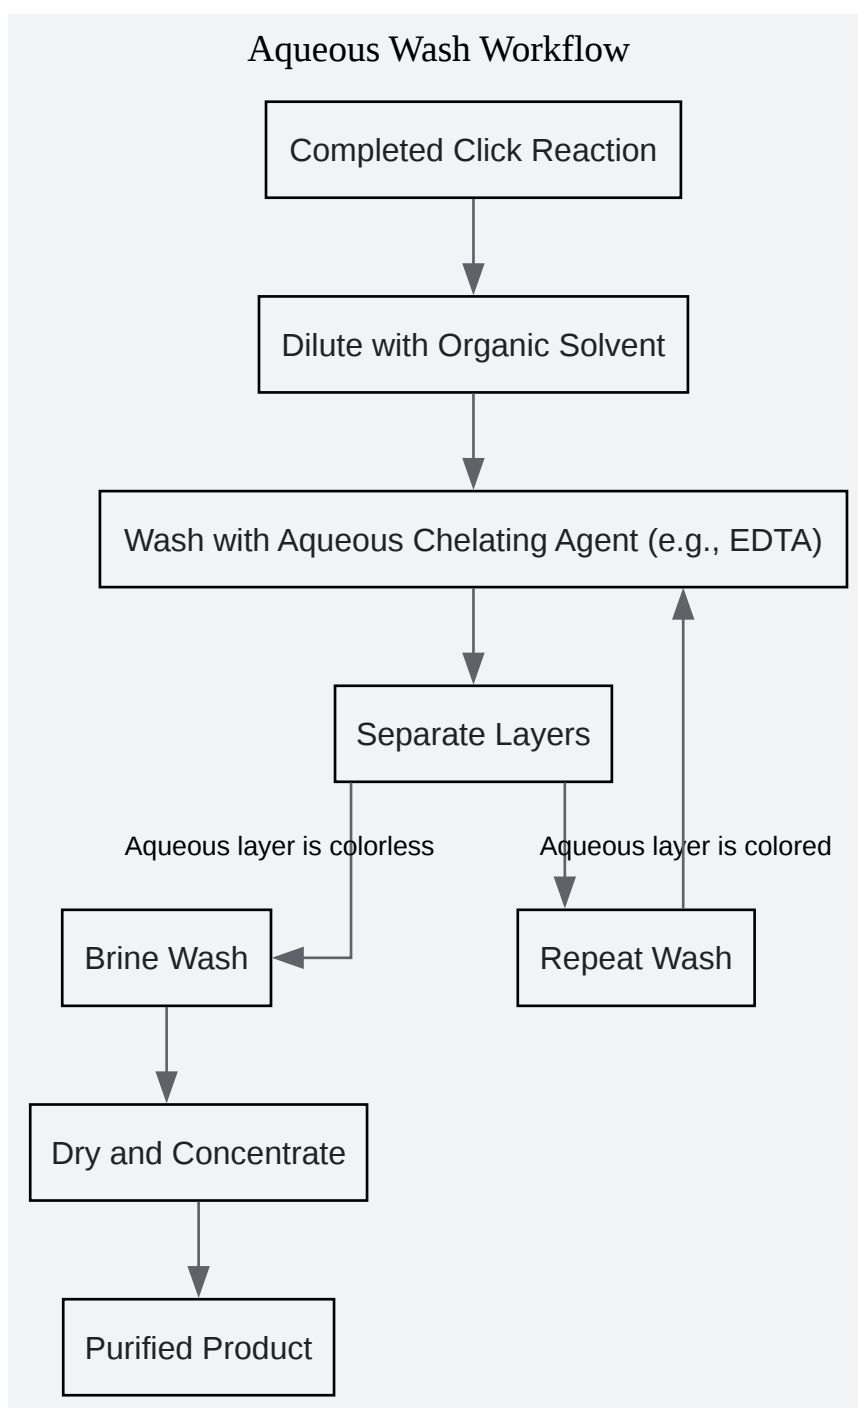 Aqueous Wash Workflow
Completed Click Reaction
Dilute with Organic Solvent
Wash with Aqueous Chelating Agent (e.g., EDTA)
Separate Layers
Aqueous layer is colorless
Aqueous layer is colored
Brine Wash
Repeat Wash
Dry and Concentrate
Purified Product